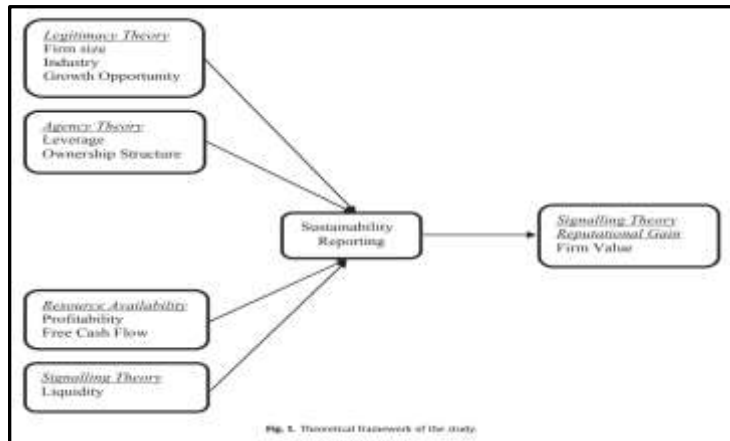 Legitimacy Theory
Firm size
Industry
Growth Opportunity
Agency Theory
Leverage
Ownership Structure
Sustainability
Reporting
Signalling Theory
Reputational Gain
Firm Value
Resource Availability
Profitability
Free Cash Flow
Signalling Theory
Liquidity
Fig. 1. Theoretical framework of the study.